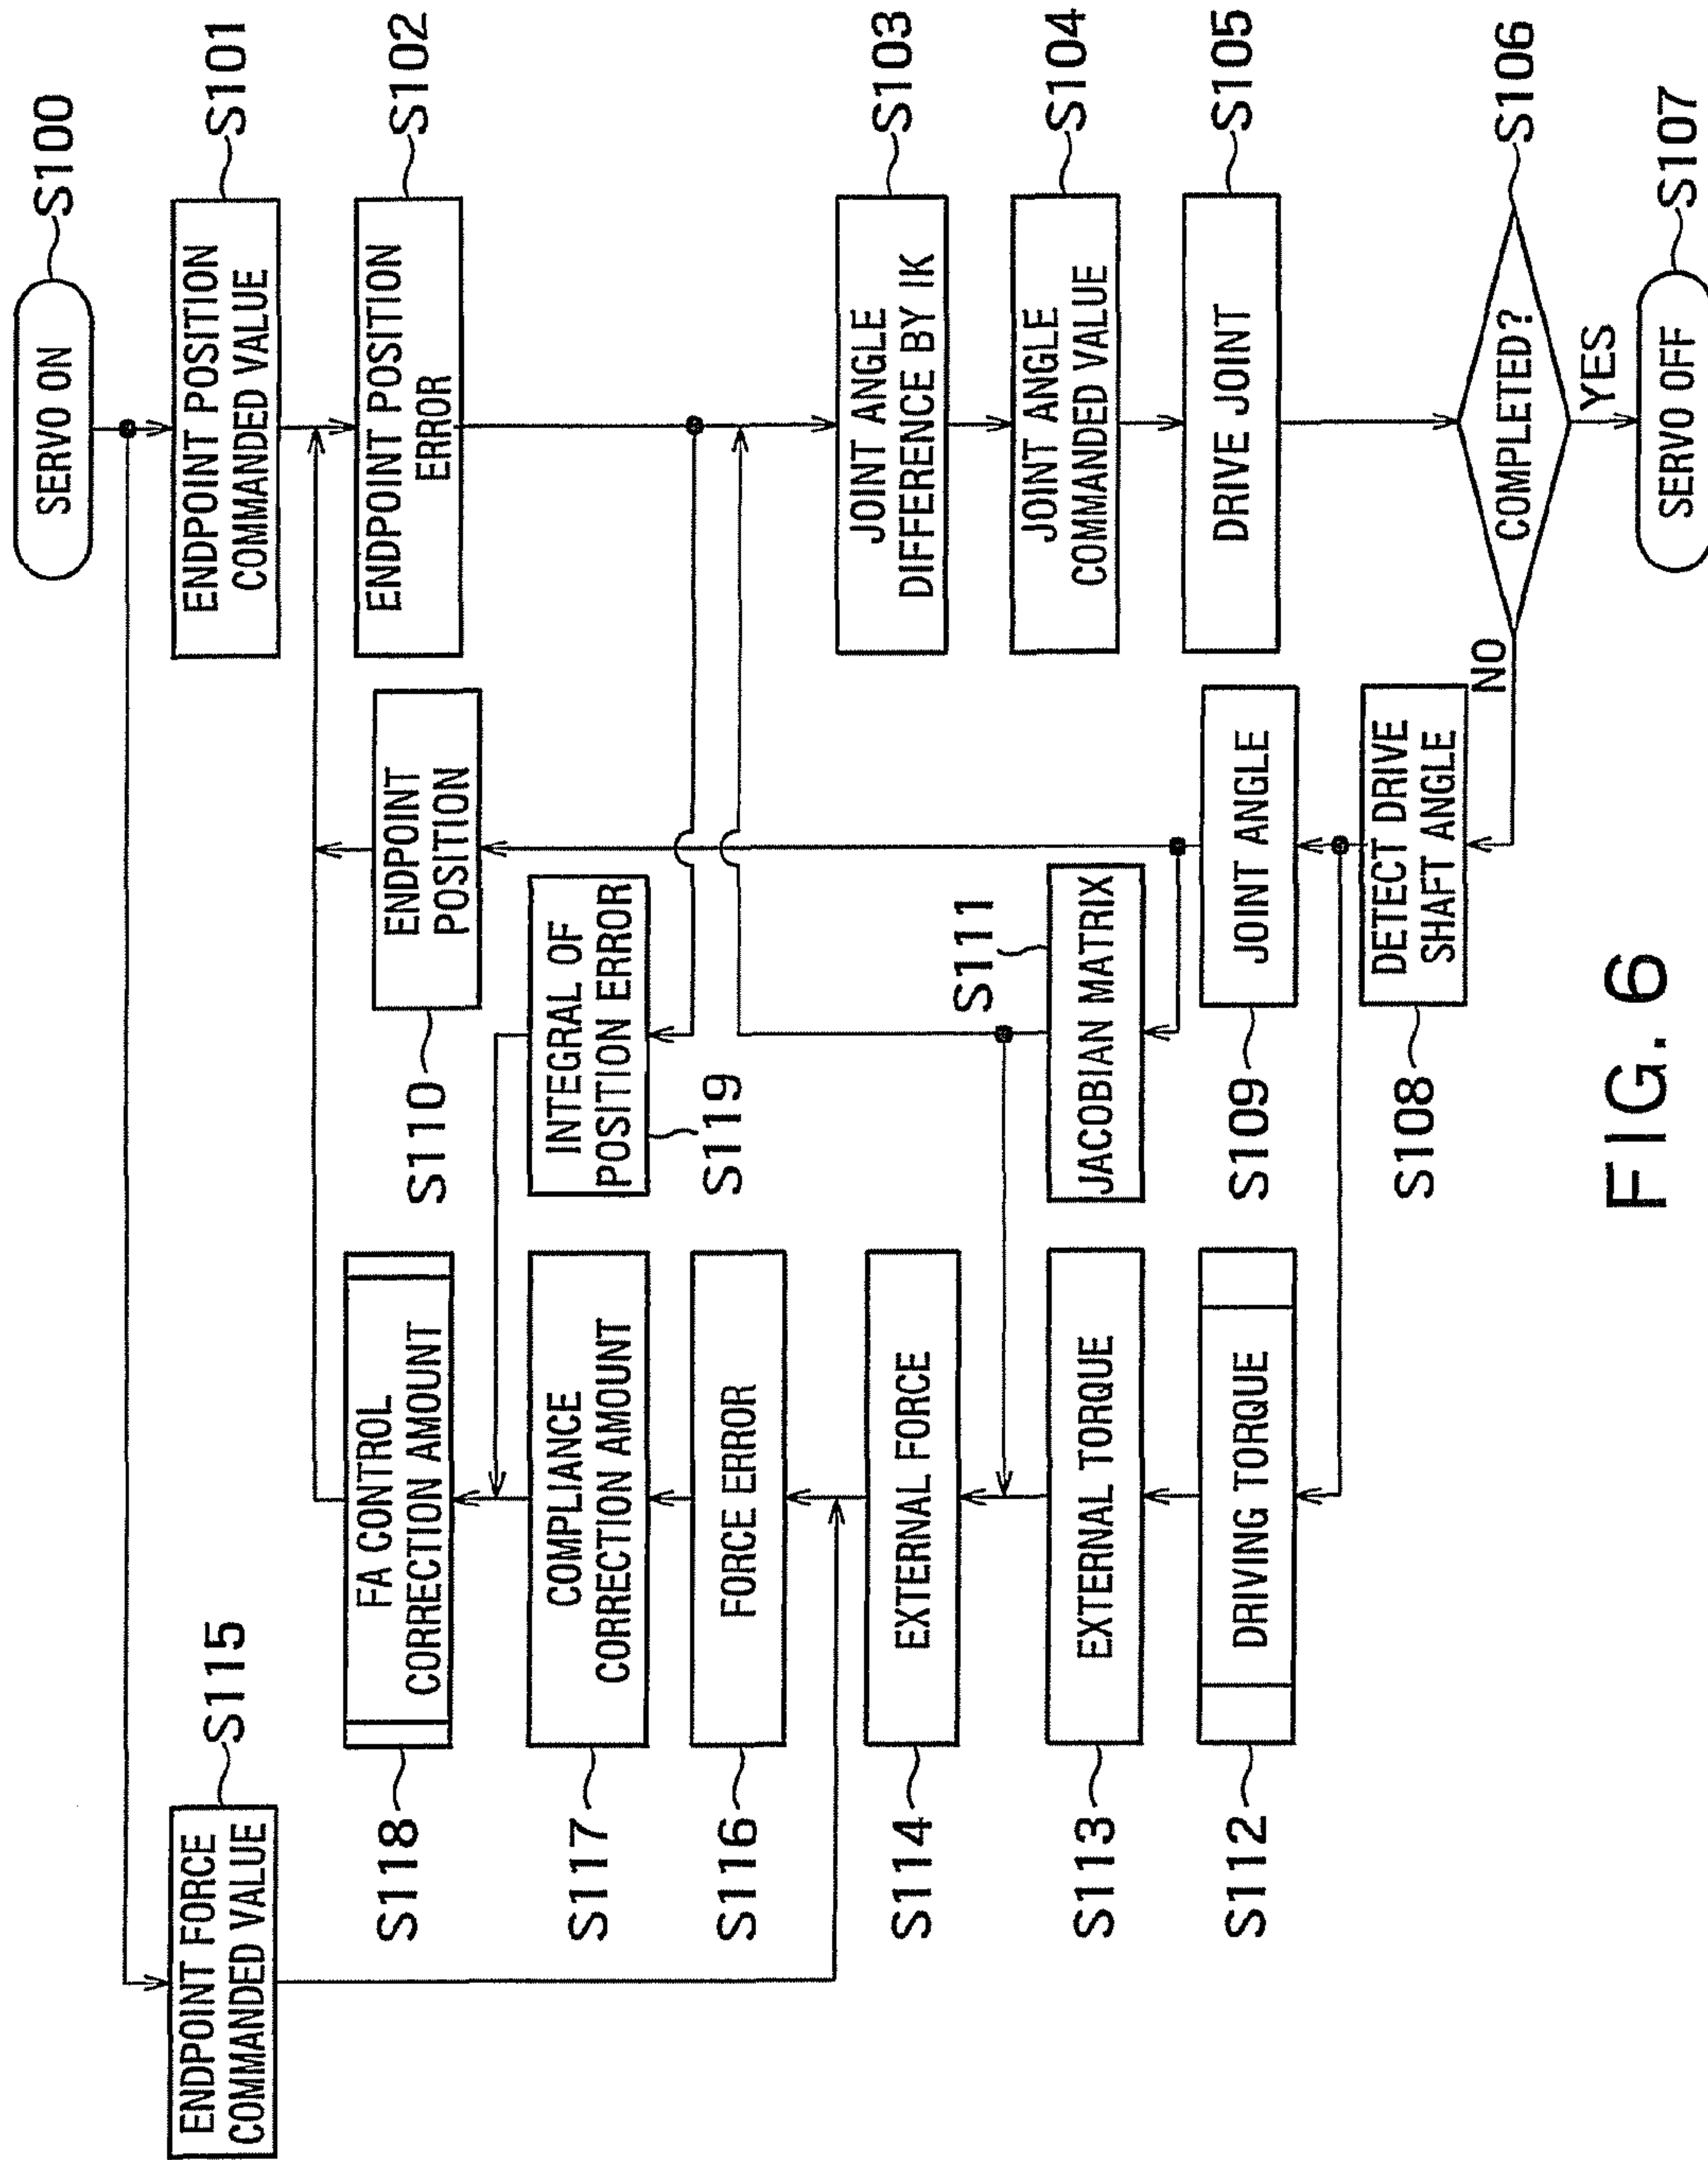 SERVO ON
S100
ENDPOINT POSITION
COMMANDED VALUE
S101
ENDPOINT POSITION
ERROR
S102
JOINT ANGLE
DIFFERENCE BY IK
S103
JOINT ANGLE
COMMANDED VALUE
S104
DRIVE JOINT
S105
COMPLETED?
S106
YES
NO
SERVO OFF
S107
DETECT DRIVE
SHAFT ANGLE
S108
JOINT ANGLE
S109
ENDPOINT
POSITION
S110
JACOBIAN MATRIX
S111
INTEGRAL OF
POSITION ERROR
S119
DRIVING TORQUE
S112
EXTERNAL TORQUE
S113
EXTERNAL FORCE
S114
ENDPOINT FORCE
COMMANDED VALUE
S115
FORCE ERROR
S116
COMPLIANCE
CORRECTION AMOUNT
S117
FA CONTROL
CORRECTION AMOUNT
S118
FIG. 6